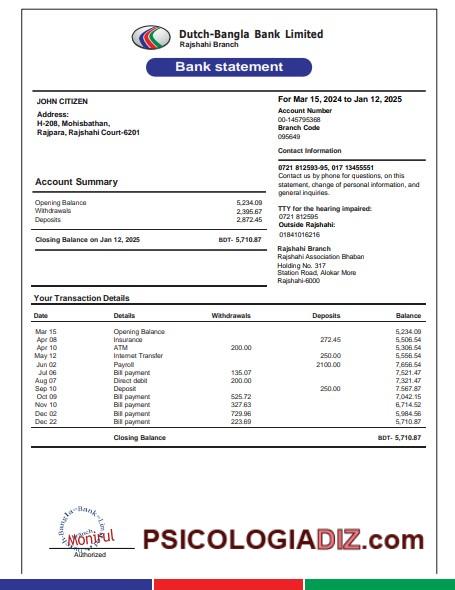 Dutch-Bangla Bank Limited
Rajshahi Branch
Bank statement
JOHN CITIZEN
Address:
H-208, Mohisbathan,
Rajpara, Rajshahi Court-6201
For Mar 15, 2024 to Jan 12, 2025
Account Number
00-145795368
Branch Code
095649
Contact Information
0721 812593-95, 017 13455551
Contact us by phone for questions, on this
statement, change of personal information, and
general inquiries.
TTY for the hearing impaired:
0721 812595
Outside Rajshahi:
01841016216
Rajshahi Branch
Rajshahi Association Bhaban
Holding No. 317
Station Road, Alokar More
Rajshahi-6000
Account Summary
Opening Balance 5,234.09
Withdrawals 2,395.67
Deposits 2,872.45
Closing Balance on Jan 12, 2025 BDT- 5,710.87
Your Transaction Details
Date Details Withdrawals Deposits Balance
Mar 15 Opening Balance 5,234.09
Apr 08 Insurance 272.45 5,506.54
Apr 10 ATM 200.00 5,306.54
May 12 Internet Transfer 250.00 5,556.54
Jun 02 Payroll 2100.00 7,656.54
Jul 06 Bill payment 135.07 7,521.47
Aug 07 Direct debit 200.00 7,321.47
Sep 10 Deposit 250.00 7,567.87
Oct 09 Bill payment 525.72 7,042.15
Nov 10 Bill payment 327.63 6,714.52
Dec 02 Bill payment 729.96 5,984.56
Dec 22 Bill payment 223.69 5,710.87
Closing Balance BDT- 5,710.87
Monirul
Authorized
PSICOLOGIADIZ.com